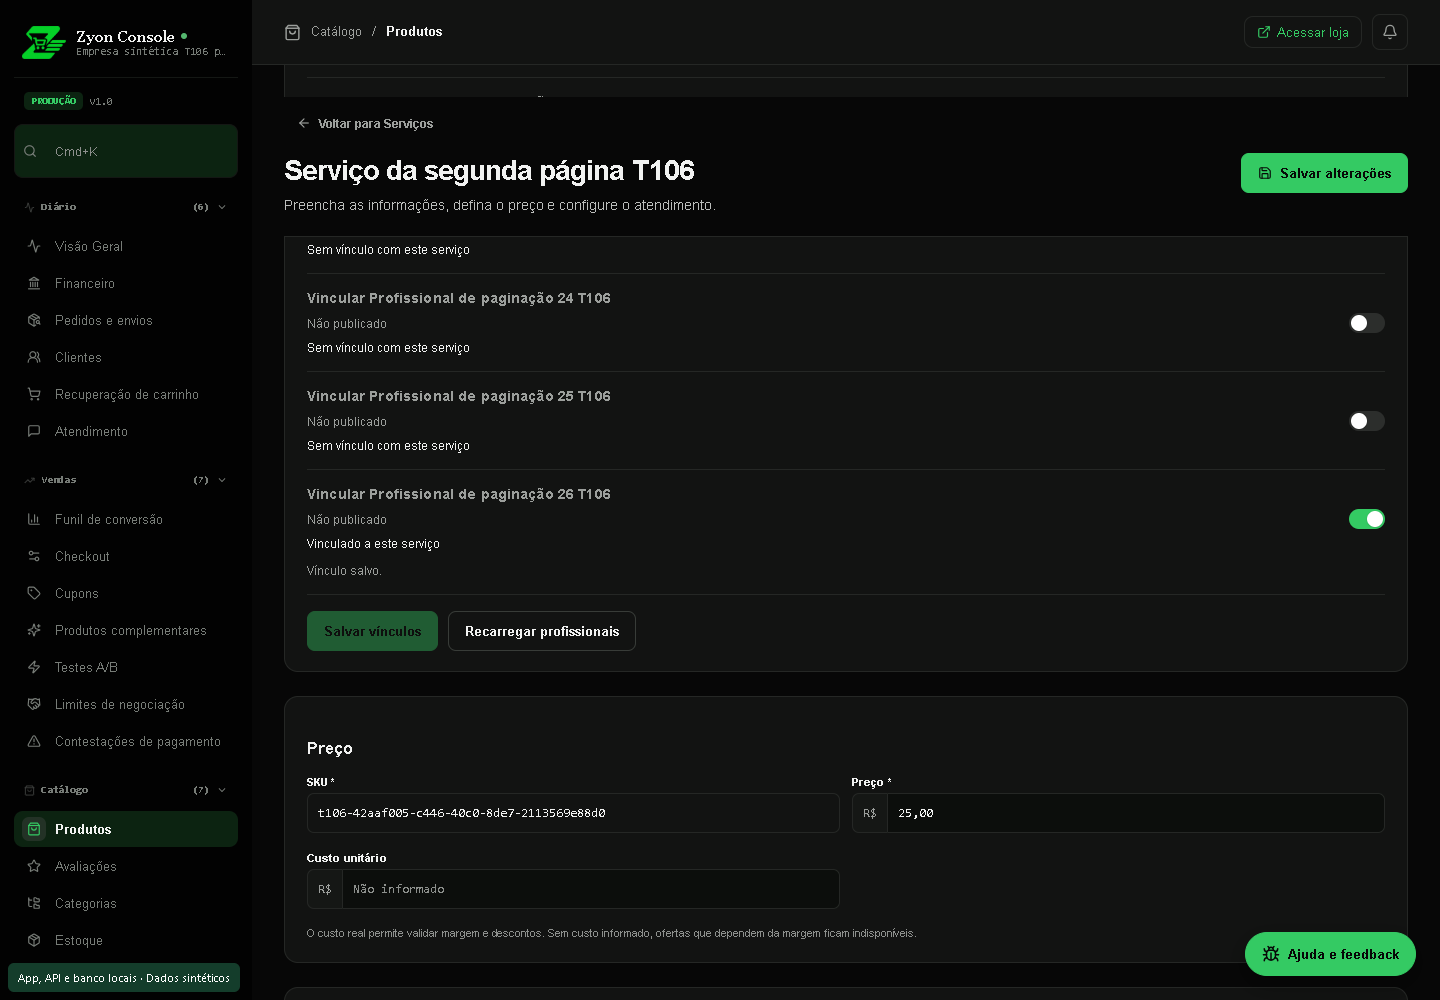 Zyon Console
Empresa sintética T106 p…
PRODUÇÃO v1.0
Cmd+K
Diário (6)
Visão Geral
Financeiro
Pedidos e envios
Clientes
Recuperação de carrinho
Atendimento
Vendas (7)
Funil de conversão
Checkout
Cupons
Produtos complementares
Testes A/B
Limites de negociação
Contestações de pagamento
Catálogo (7)
Produtos
Avaliações
Categorias
Estoque
App, API e banco locais · Dados sintéticos
Catálogo / Produtos
Acessar loja
Voltar para Serviços
Serviço da segunda página T106
Preencha as informações, defina o preço e configure o atendimento.
Salvar alterações
Sem vínculo com este serviço
Vincular Profissional de paginação 24 T106
Não publicado
Sem vínculo com este serviço
Vincular Profissional de paginação 25 T106
Não publicado
Sem vínculo com este serviço
Vincular Profissional de paginação 26 T106
Não publicado
Vinculado a este serviço
Vínculo salvo.
Salvar vínculos
Recarregar profissionais
Preço
SKU * Preço *
t106-42aaf005-c446-40c0-8de7-2113569e88d0 R$ 25,00
Custo unitário
R$ Não informado
O custo real permite validar margem e descontos. Sem custo informado, ofertas que dependem da margem ficam indisponíveis.
Ajuda e feedback